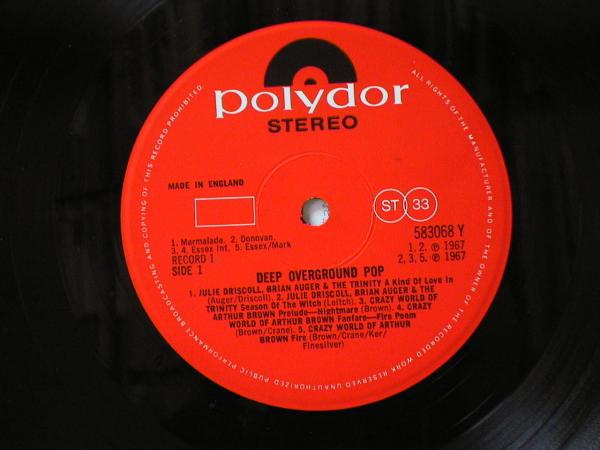 polydor
STEREO
MADE IN ENGLAND
ST 33
583068 Y
1. Marmalade. 2. Donovan.
3, 4. Essex Int. 5. Essex/Mark
1, 2. ℗ 1967
2, 3, 5. ℗ 1967
RECORD 1
SIDE 1
DEEP OVERGROUND POP
1. JULIE DRISCOLL, BRIAN AUGER & THE TRINITY A Kind Of Love In
(Auger/Driscoll). 2. JULIE DRISCOLL, BRIAN AUGER & THE
TRINITY Season Of The Witch (Leitch). 3. CRAZY WORLD OF
ARTHUR BROWN Prelude—Nightmare (Brown). 4. CRAZY
WORLD OF ARTHUR BROWN Fanfare—Fire Poem
(Brown/Crane). 5. CRAZY WORLD OF ARTHUR
BROWN Fire (Brown/Crane/Ker/
Finesilver)
ALL RIGHTS OF THE MANUFACTURER AND OF THE OWNER OF THE RECORDED WORK RESERVED UNAUTHORIZED PUBLIC PERFORMANCE BROADCASTING AND COPYING OF THIS RECORD PROHIBITED.